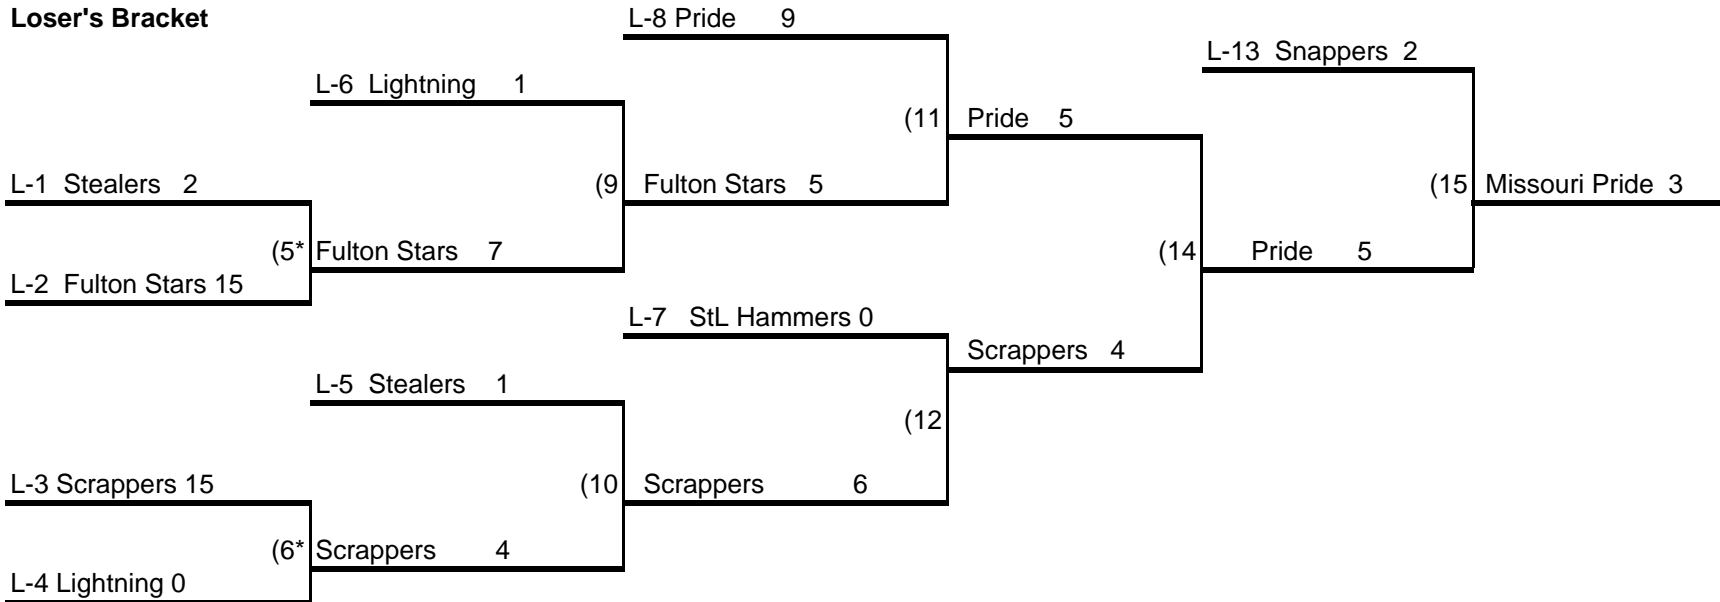 Loser's Bracket
L-8 Pride 9
L-13 Snappers 2
L-6 Lightning 1
(11 Pride 5
L-1 Stealers 2
(9 Fulton Stars 5
(15 Missouri Pride 3
(5* Fulton Stars 7
(14 Pride 5
L-2 Fulton Stars 15
L-7 StL Hammers 0
Scrappers 4
L-5 Stealers 1
(12
L-3 Scrappers 15
(10 Scrappers 6
(6* Scrappers 4
L-4 Lightning 0